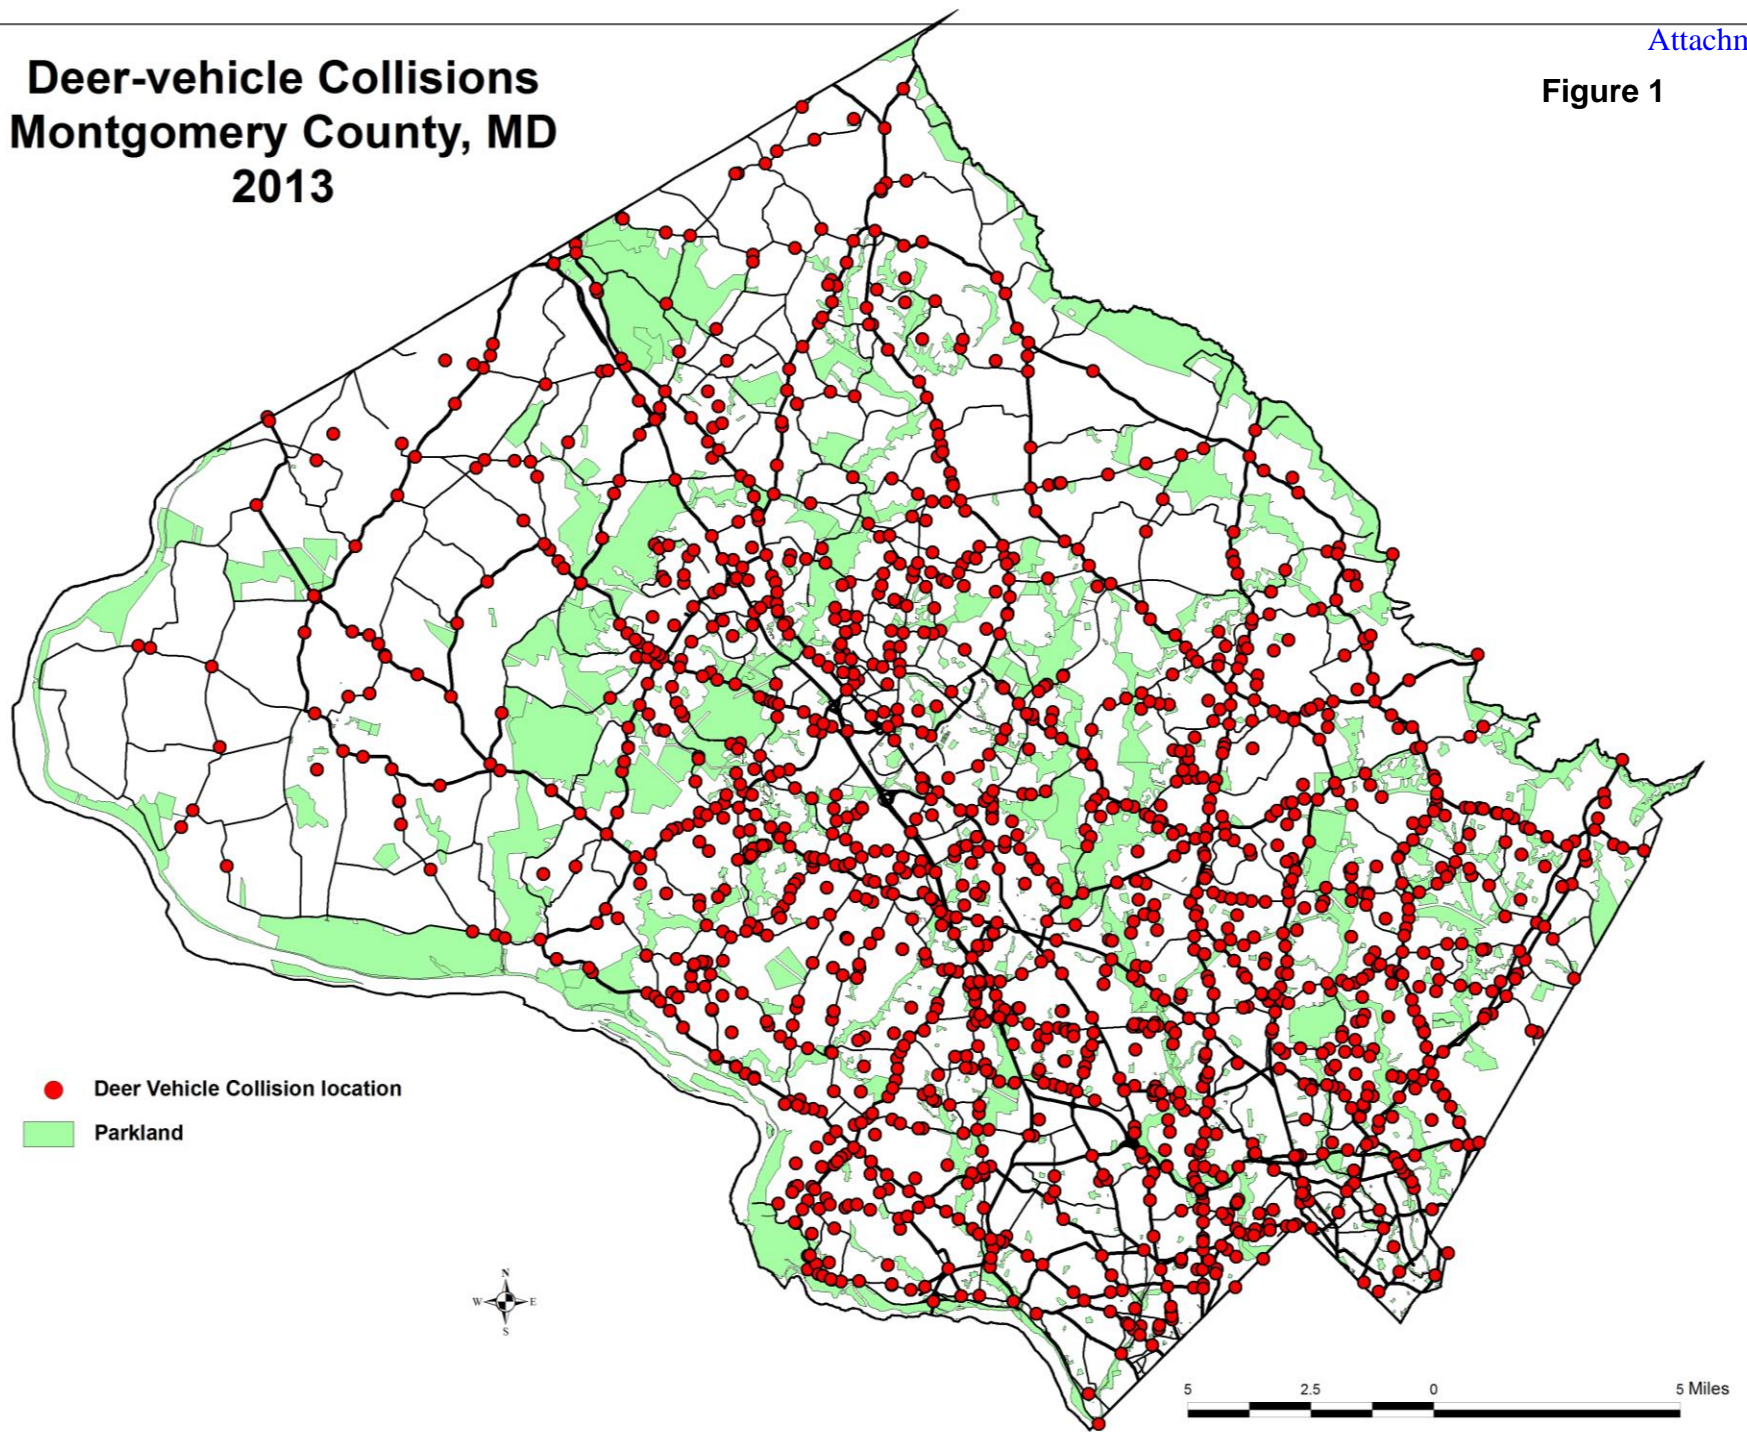 Attachm
Figure 1
Deer-vehicle Collisions
Montgomery County, MD
2013
Deer Vehicle Collision location
Parkland
N
W E
S
5 2.5 0 5 Miles